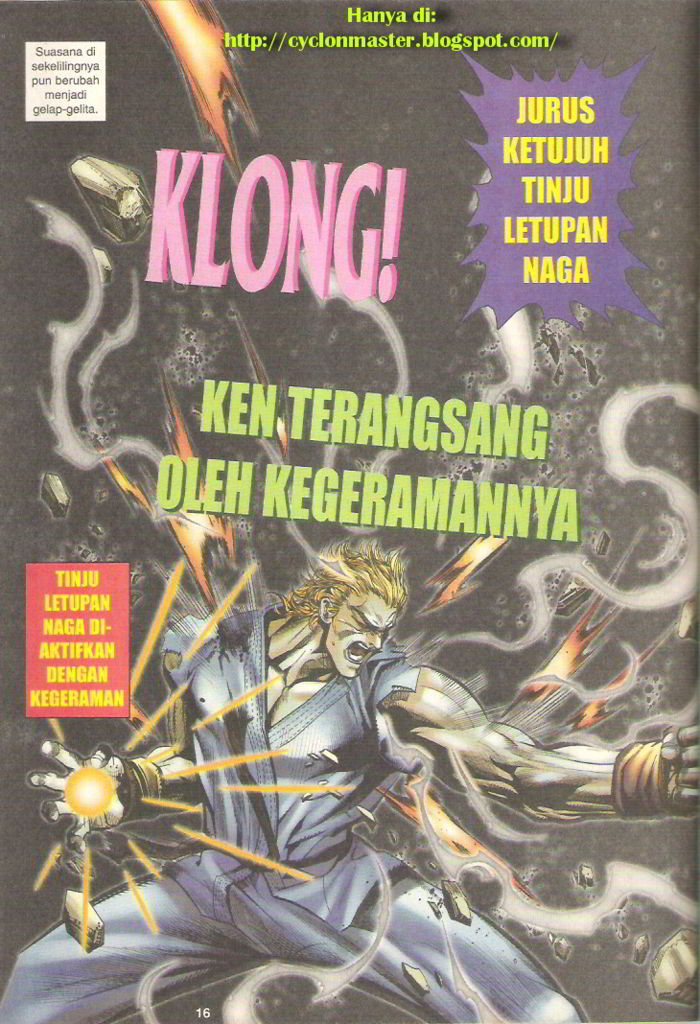 Hanya di:
http://cyclonmaster.blogspot.com/
Suasana di
sekelilingnya
pun berubah
menjadi
gelap-gelita.
JURUS
KETUJUH
TINJU
LETUPAN
NAGA
KLONG!
KEN TERANGSANG
OLEH KEGERAMANNYA
TINJU
LETUPAN
NAGA DI-
AKTIFKAN
DENGAN
KEGERAMAN
16